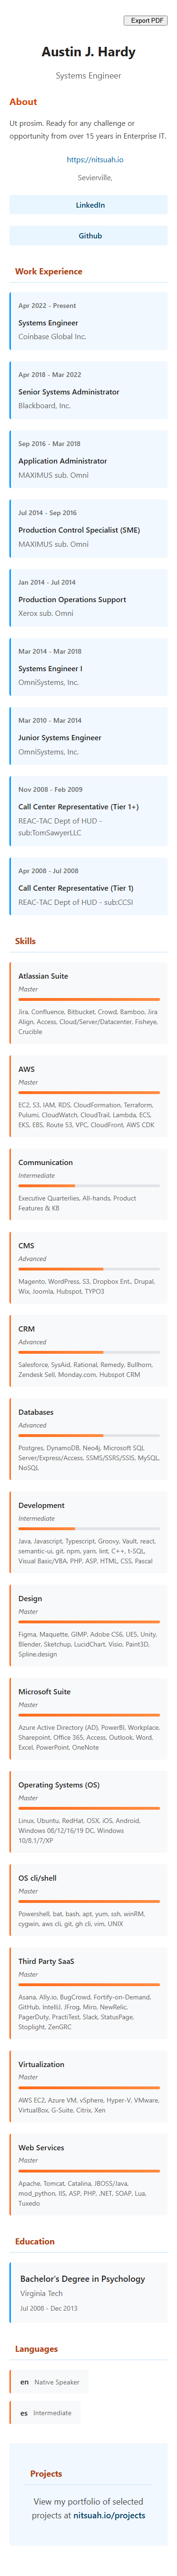 Export PDF
Austin J. Hardy
Systems Engineer
About
Ut prosim. Ready for any challenge or
opportunity from over 15 years in Enterprise IT.
https://nitsuah.io
Sevierville,
LinkedIn
Github
Work Experience
Apr 2022 - Present
Systems Engineer
Coinbase Global Inc.
Apr 2018 - Mar 2022
Senior Systems Administrator
Blackboard, Inc.
Sep 2016 - Mar 2018
Application Administrator
MAXIMUS sub. Omni
Jul 2014 - Sep 2016
Production Control Specialist (SME)
MAXIMUS sub. Omni
Jan 2014 - Jul 2014
Production Operations Support
Xerox sub. Omni
Mar 2014 - Mar 2018
Systems Engineer I
OmniSystems, Inc.
Mar 2010 - Mar 2014
Junior Systems Engineer
OmniSystems, Inc.
Nov 2008 - Feb 2009
Call Center Representative (Tier 1+)
REAC-TAC Dept of HUD -
sub:TomSawyerLLC
Apr 2008 - Jul 2008
Call Center Representative (Tier 1)
REAC-TAC Dept of HUD - sub:CCSI
Skills
Atlassian Suite
Master
Jira, Confluence, Bitbucket, Crowd, Bamboo, Jira
Align, Access, Cloud/Server/Datacenter, Fisheye,
Crucible
AWS
Master
EC2, S3, IAM, RDS, CloudFormation, Terraform,
Pulumi, CloudWatch, CloudTrail, Lambda, ECS,
EKS, EBS, Route 53, VPC, CloudFront, AWS CDK
Communication
Intermediate
Executive Quarterlies, All-hands, Product
Features & KB
CMS
Advanced
Magento, WordPress, S3, Dropbox Ent., Drupal,
Wix, Joomla, Hubspot, TYPO3
CRM
Advanced
Salesforce, SysAid, Rational, Remedy, Bullhorn,
Zendesk Sell, Monday.com, Hubspot CRM
Databases
Advanced
Postgres, DynamoDB, Neo4j, Microsoft SQL
Server/Express/Access, SSMS/SSRS/SSIS, MySQL,
NoSQL
Development
Intermediate
Java, Javascript, Typescript, Groovy, Vault, react,
semantic-ui, git, npm, yarn, lint, C++, t-SQL,
Visual Basic/VBA, PHP, ASP, HTML, CSS, Pascal
Design
Master
Figma, Maquette, GIMP, Adobe CS6, UE5, Unity,
Blender, Sketchup, LucidChart, Visio, Paint3D,
Spline.design
Microsoft Suite
Master
Azure Active Directory (AD), PowerBI, Workplace,
Sharepoint, Office 365, Access, Outlook, Word,
Excel, PowerPoint, OneNote
Operating Systems (OS)
Master
Linux, Ubuntu, RedHat, OSX, iOS, Android,
Windows 08/12/16/19 DC, Windows
10/8.1/7/XP
OS cli/shell
Master
Powershell, bat, bash, apt, yum, ssh, winRM,
cygwin, aws cli, git, gh cli, vim, UNIX
Third Party SaaS
Master
Asana, Ally.io, BugCrowd, Fortify-on-Demand,
GitHub, IntelliJ, JFrog, Miro, NewRelic,
PagerDuty, PractiTest, Slack, StatusPage,
Stoplight, ZenGRC
Virtualization
Master
AWS EC2, Azure VM, vSphere, Hyper-V, VMware,
VirtualBox, G-Suite, Citrix, Xen
Web Services
Master
Apache, Tomcat, Catalina, JBOSS/Java,
mod_python, IIS, ASP, PHP, .NET, SOAP, Lua,
Tuxedo
Education
Bachelor's Degree in Psychology
Virginia Tech
Jul 2008 - Dec 2013
Languages
en Native Speaker
es Intermediate
Projects
View my portfolio of selected
projects at nitsuah.io/projects